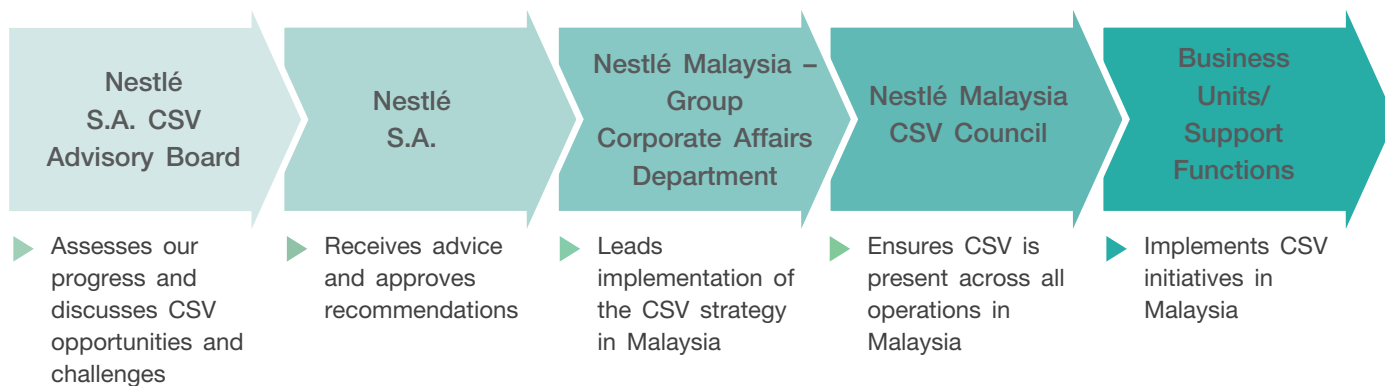 Nestlé
S.A. CSV
Advisory Board
Nestlé
S.A.
Nestlé Malaysia –
Group
Corporate Affairs
Department
Nestlé Malaysia
CSV Council
Business
Units/
Support
Functions
Assesses our
progress and
discusses CSV
opportunities and
challenges
Receives advice
and approves
recommendations
Leads
implementation of
the CSV strategy
in Malaysia
Ensures CSV is
present across all
operations in
Malaysia
Implements CSV
initiatives in
Malaysia